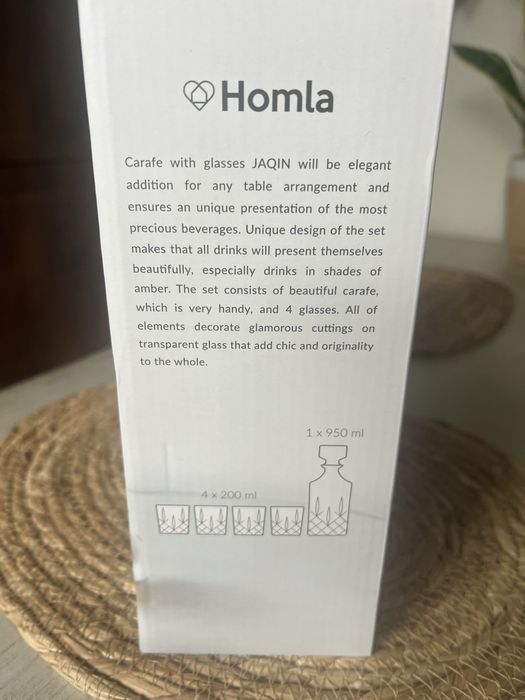 Homla
Carafe with glasses JAQIN will be elegant
addition for any table arrangement and
ensures an unique presentation of the most
precious beverages. Unique design of the set
makes that all drinks will present themselves
beautifully, especially drinks in shades of
amber. The set consists of beautiful carafe,
which is very handy, and 4 glasses. All of
elements decorate glamorous cuttings on
transparent glass that add chic and originality
to the whole.
1 x 950 ml
4 x 200 ml